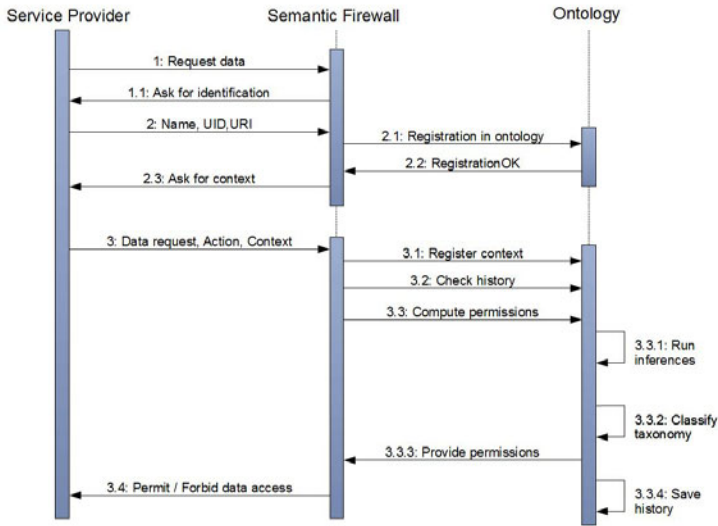 Service Provider
Semantic Firewall
Ontology
1: Request data
1.1: Ask for identification
2: Name, UID,URI
2.1: Registration in ontology
2.2: RegistrationOK
2.3: Ask for context
3: Data request, Action, Context
3.1: Register context
3.2: Check history
3.3: Compute permissions
3.3.1: Run
inferences
3.3.2: Classify
taxonomy
3.3.3: Provide permissions
3.4: Permit / Forbid data access
3.3.4: Save
history